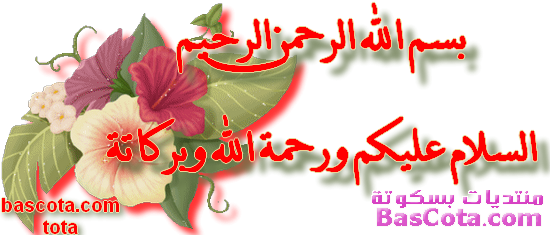 بسم الله الرحمن الرحيم
السلام عليكم ورحمة الله وبركاتة
منتديات بسكوتة
BasCota.com
bascota.com
tota